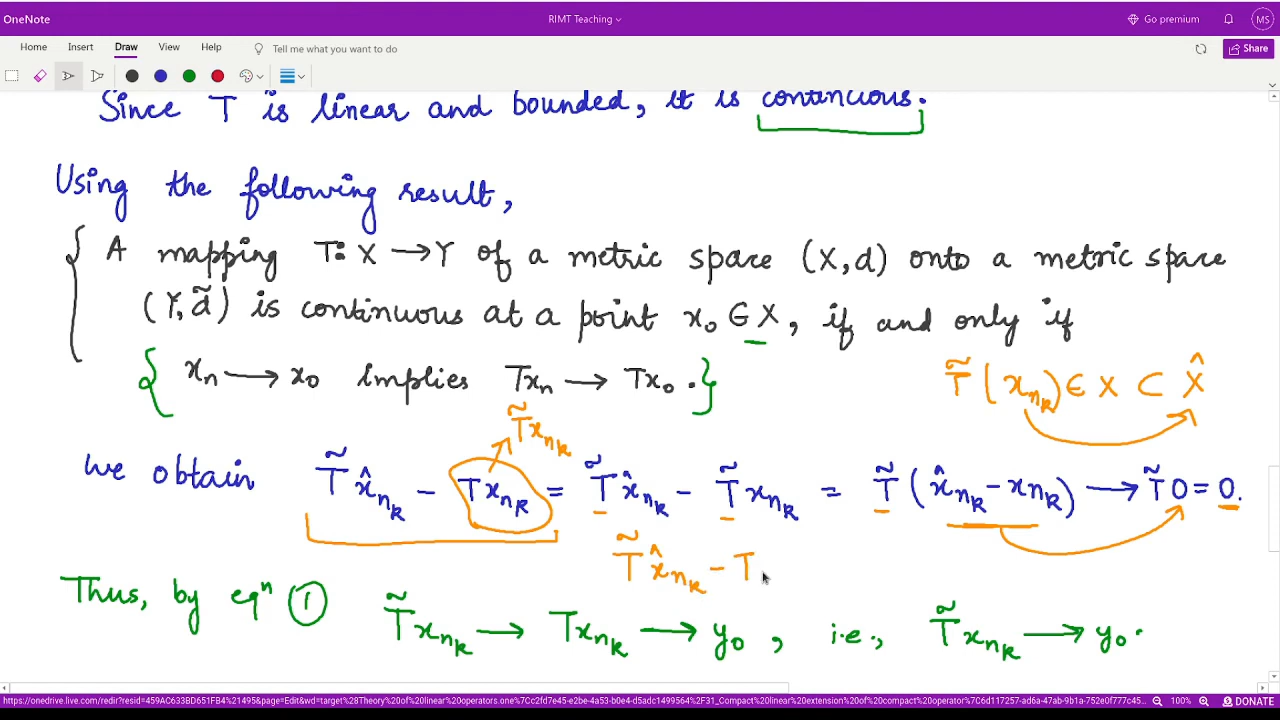 OneNote
RIMT Teaching
Go premium
MS
Home Insert Draw View Help Tell me what you want to do
Share
Since T is linear and bounded, it is continuous.
Using the following result,
A mapping T: X → Y of a metric space (X, d) onto a metric space
(Y, d̃) is continuous at a point x₀ ∈ X, if and only if
{ xₙ → x₀ implies Txₙ → Tx₀. }
T̃(x_{n_k}) ∈ X ⊂ X̂
T̃x_{n_k}
We obtain T̃x̂_{n_k} - Tx_{n_k} = T̃x̂_{n_k} - T̃x_{n_k} = T̃(x̂_{n_k} - x_{n_k}) → T̃0 = 0.
T̃x̂_{n_k} - T
Thus, by eqⁿ ① T̃x_{n_k} → Tx_{n_k} → y₀, i.e., T̃x_{n_k} → y₀.
100%
DONATE